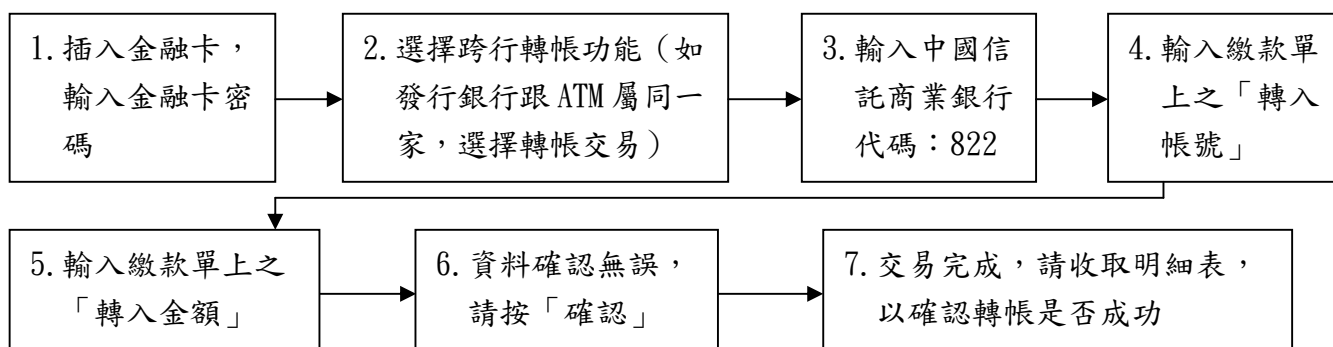 1. 插入金融卡，
輸入金融卡密
碼
2. 選擇跨行轉帳功能（如
發行銀行跟 ATM 屬同一
家，選擇轉帳交易）
3. 輸入中國信
託商業銀行
代碼：822
4. 輸入繳款單
上之「轉入
帳號」
5. 輸入繳款單上之
「轉入金額」
6. 資料確認無誤，
請按「確認」
7. 交易完成，請收取明細表，
以確認轉帳是否成功